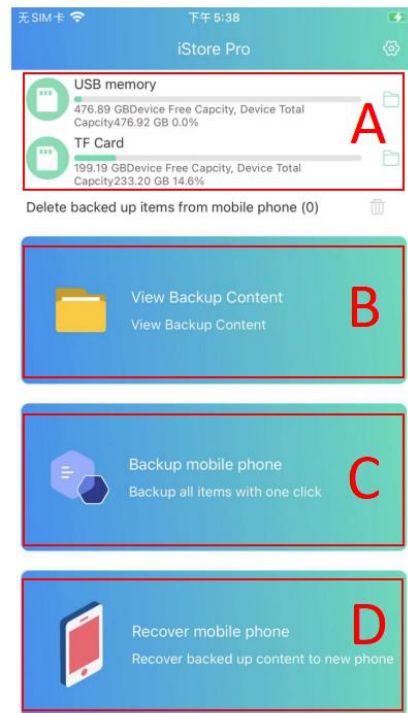 无SIM卡 下午5:38
iStore Pro
USB memory
476.89 GBDevice Free Capcity, Device Total
Capcity476.92 GB 0.0%
A
TF Card
199.19 GBDevice Free Capcity, Device Total
Capcity233.20 GB 14.6%
Delete backed up items from mobile phone (0)
View Backup Content
View Backup Content
B
Backup mobile phone
Backup all items with one click
C
Recover mobile phone
Recover backed up content to new phone
D